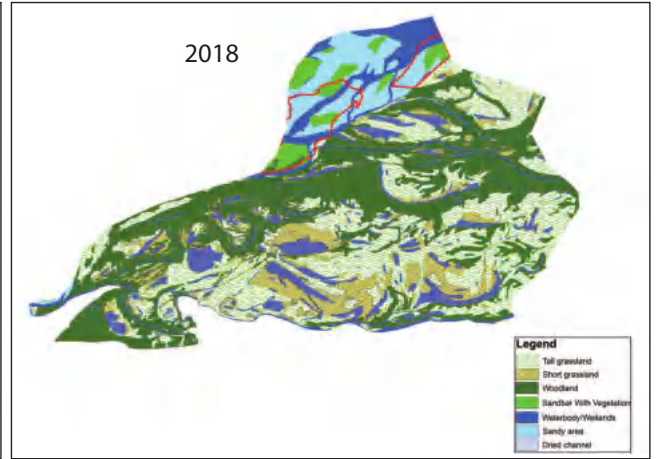 2018
Legend
Tall grassland
Short grassland
Woodland
Sandbar With Vegetation
Waterbody/Wetlands
Sandy area
Dried channel